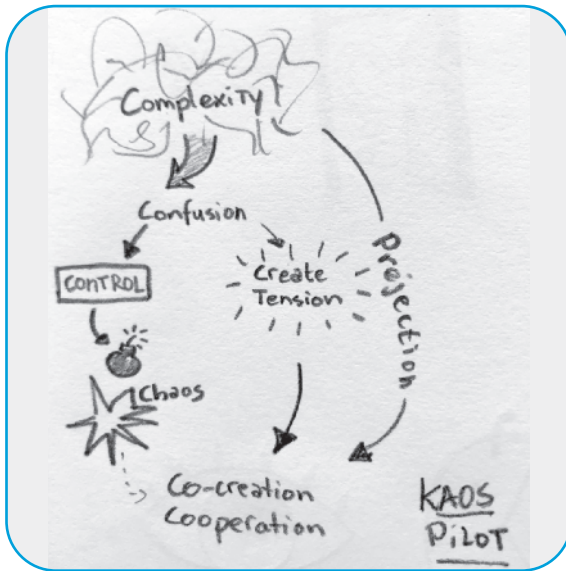 Complexity
Confusion
CONTROL
Create
Tension
Projection
Chaos
Co-creation
Cooperation
KAOS
PiLOT